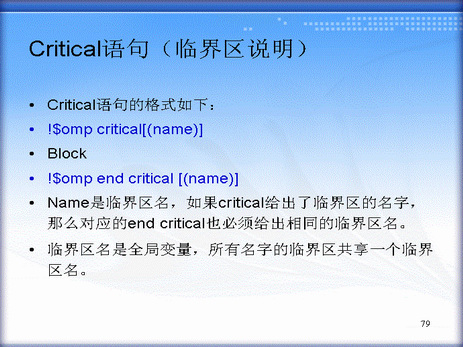 Critical语句（临界区说明）
• Critical语句的格式如下：
• !$omp critical[(name)]
• Block
• !$omp end critical [(name)]
• Name是临界区名，如果critical给出了临界区的名字，
那么对应的end critical也必须给出相同的临界区名。
• 临界区名是全局变量，所有名字的临界区共享一个临界
区名。
79